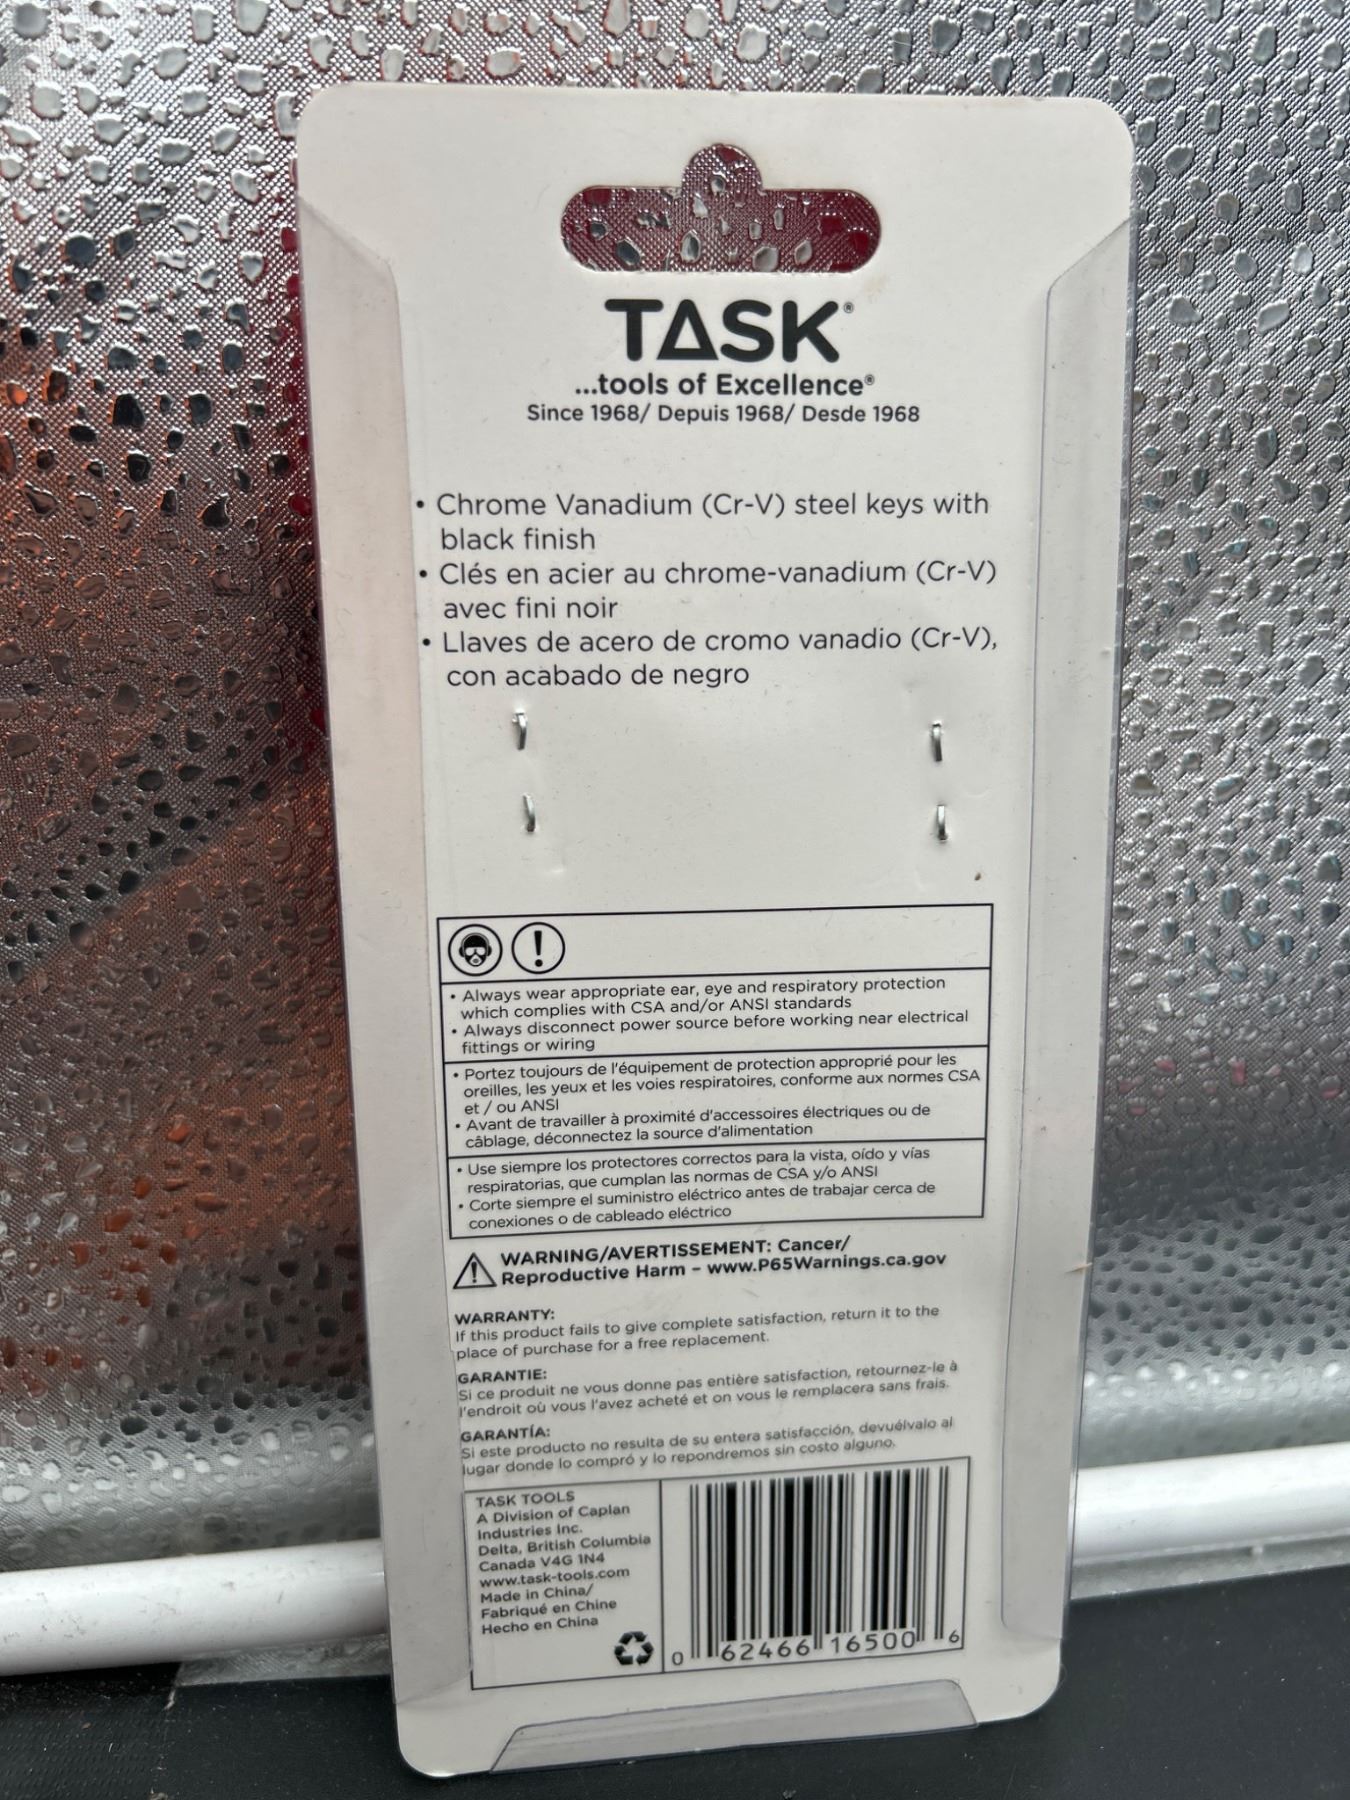 TASK®
...tools of Excellence®
Since 1968/ Depuis 1968/ Desde 1968
• Chrome Vanadium (Cr-V) steel keys with
black finish
• Clés en acier au chrome-vanadium (Cr-V)
avec fini noir
• Llaves de acero de cromo vanadio (Cr-V),
con acabado de negro
!
• Always wear appropriate ear, eye and respiratory protection
which complies with CSA and/or ANSI standards
• Always disconnect power source before working near electrical
fittings or wiring
• Portez toujours de l'équipement de protection approprié pour les
oreilles, les yeux et les voies respiratoires, conforme aux normes CSA
et / ou ANSI
• Avant de travailler à proximité d'accessoires électriques ou de
câblage, déconnectez la source d'alimentation
• Use siempre los protectores correctos para la vista, oído y vías
respiratorias, que cumplan las normas de CSA y/o ANSI
• Corte siempre el suministro eléctrico antes de trabajar cerca de
conexiones o de cableado eléctrico
! WARNING/AVERTISSEMENT: Cancer/
Reproductive Harm – www.P65Warnings.ca.gov
WARRANTY:
If this product fails to give complete satisfaction, return it to the
place of purchase for a free replacement.
GARANTIE:
Si ce produit ne vous donne pas entière satisfaction, retournez-le à
l'endroit où vous l'avez acheté et on vous le remplacera sans frais.
GARANTÍA:
Si este producto no resulta de su entera satisfacción, devuélvalo al
lugar donde lo compró y lo repondremos sin costo alguno.
TASK TOOLS
A Division of Caplan
Industries Inc.
Delta, British Columbia
Canada V4G 1N4
www.task-tools.com
Made in China/
Fabriqué en Chine
Hecho en China
0 62466 16500 6